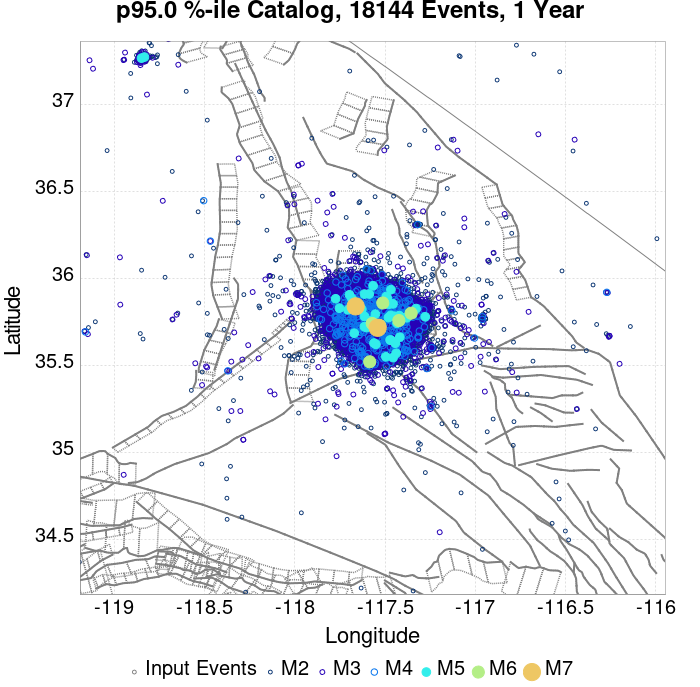 p95.0 %-ile Catalog, 18144 Events, 1 Year
37
36.5
36
35.5
35
34.5
Latitude
-119 -118.5 -118 -117.5 -117 -116.5 -116
Longitude
Input Events M2 M3 M4 M5 M6 M7